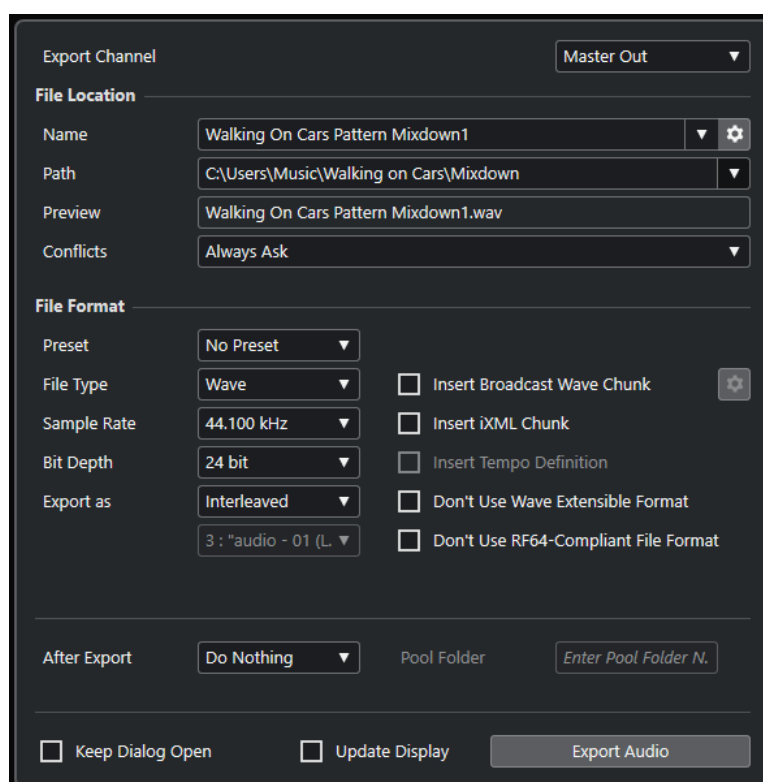 Export Channel Master Out
File Location
Name Walking On Cars Pattern Mixdown1
Path C:\Users\Music\Walking on Cars\Mixdown
Preview Walking On Cars Pattern Mixdown1.wav
Conflicts Always Ask
File Format
Preset No Preset
File Type Wave Insert Broadcast Wave Chunk
Sample Rate 44.100 kHz Insert iXML Chunk
Bit Depth 24 bit Insert Tempo Definition
Export as Interleaved Don't Use Wave Extensible Format
3 : "audio - 01 (L. Don't Use RF64-Compliant File Format
After Export Do Nothing Pool Folder Enter Pool Folder N.
Keep Dialog Open Update Display Export Audio